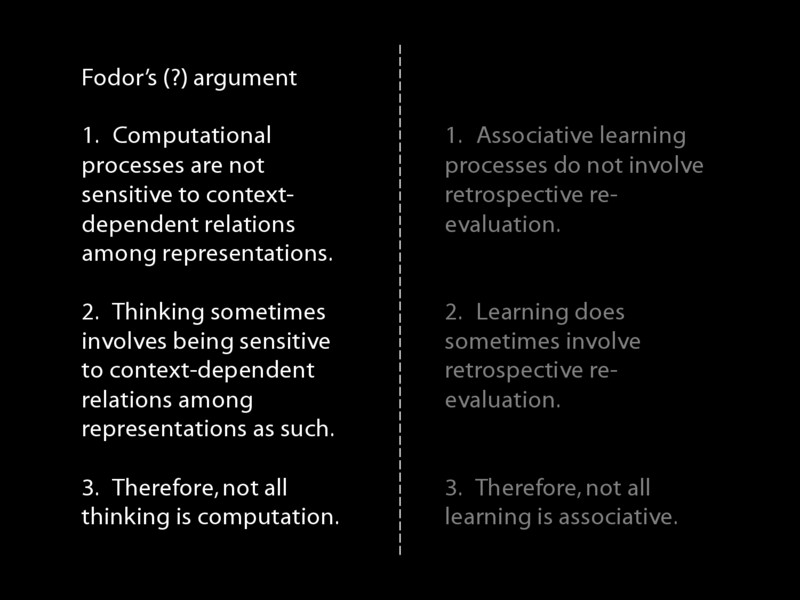 Fodor's (?) argument
1. Computational
processes are not
sensitive to context-
dependent relations
among representations.
2. Thinking sometimes
involves being sensitive
to context-dependent
relations among
representations as such.
3. Therefore, not all
thinking is computation.
1. Associative learning
processes do not involve
retrospective re-
evaluation.
2. Learning does
sometimes involve
retrospective re-
evaluation.
3. Therefore, not all
learning is associative.